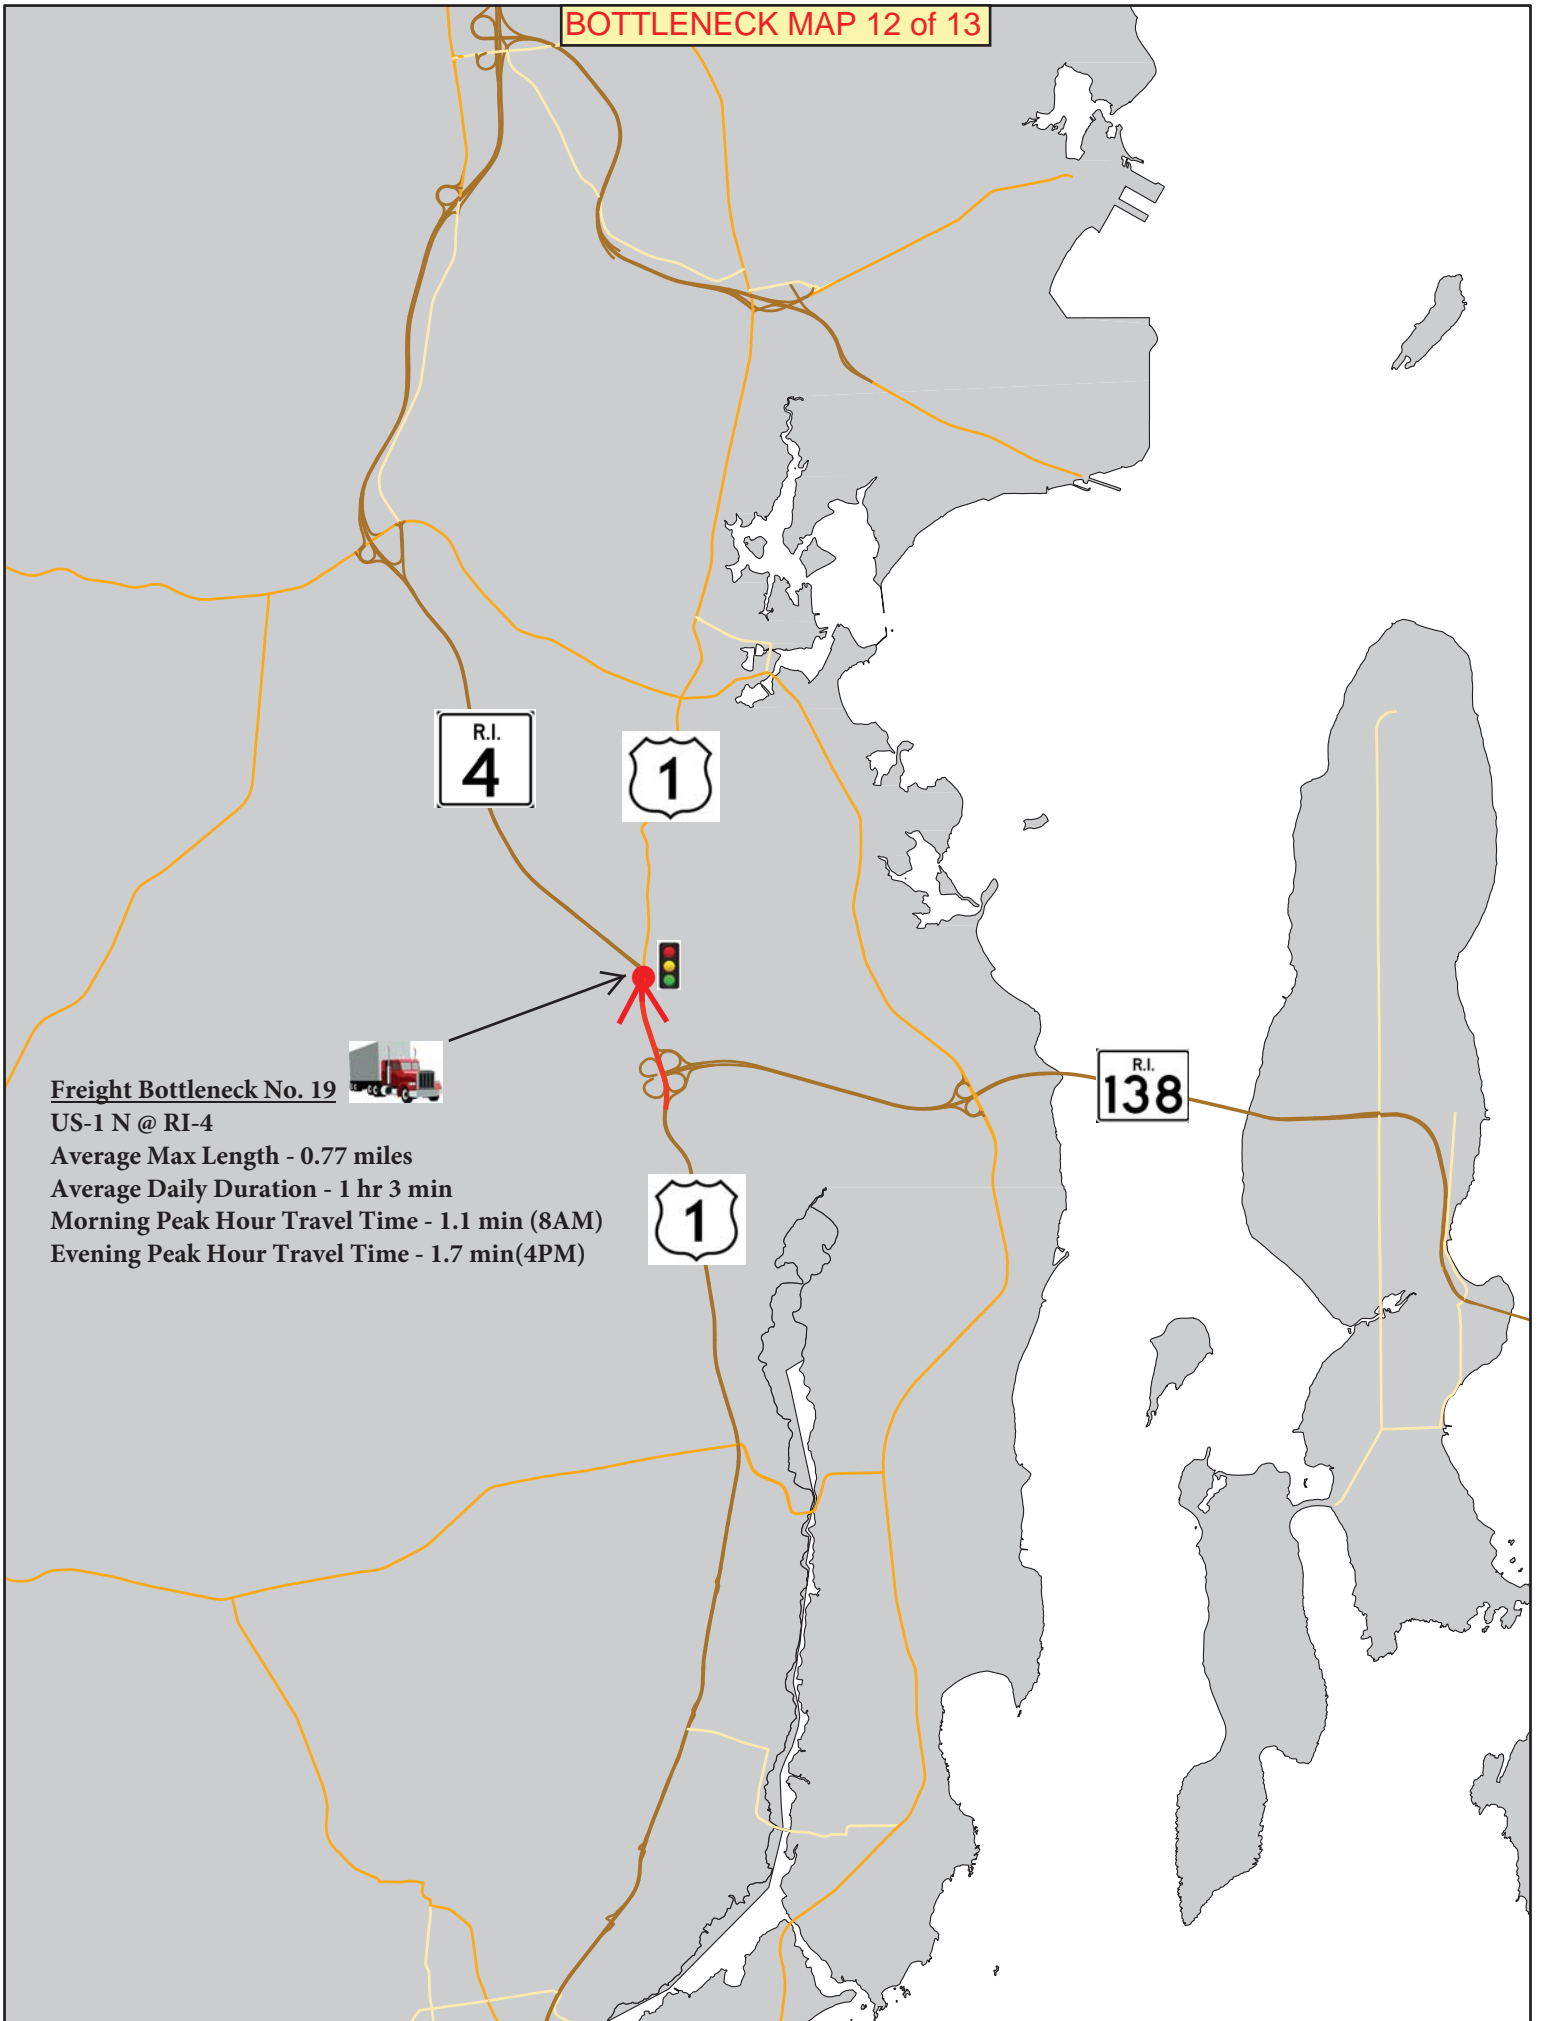 BOTTLENECK MAP 12 of 13
R.I.
4
1
Freight Bottleneck No. 19
US-1 N @ RI-4
Average Max Length - 0.77 miles
Average Daily Duration - 1 hr 3 min
Morning Peak Hour Travel Time - 1.1 min (8AM)
Evening Peak Hour Travel Time - 1.7 min(4PM)
R.I.
138
1